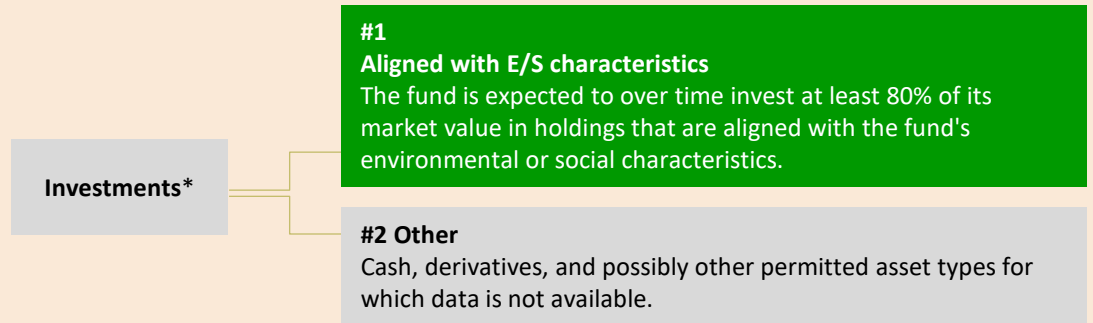 #1
Aligned with E/S characteristics
The fund is expected to over time invest at least 80% of its
market value in holdings that are aligned with the fund's
environmental or social characteristics.
Investments*
#2 Other
Cash, derivatives, and possibly other permitted asset types for
which data is not available.